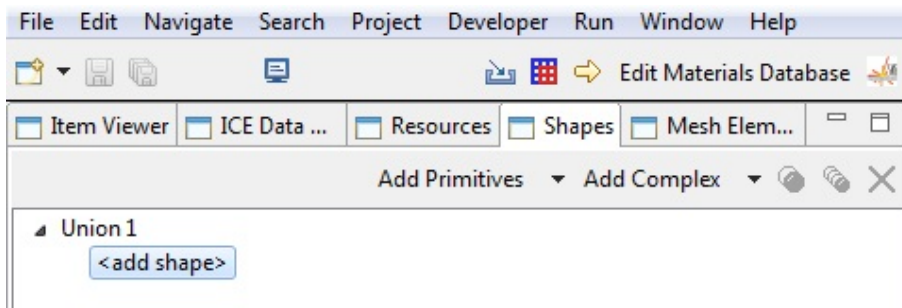 File Edit Navigate Search Project Developer Run Window Help
Edit Materials Database
Item Viewer ICE Data ... Resources Shapes Mesh Elem...
Add Primitives Add Complex
Union 1
<add shape>